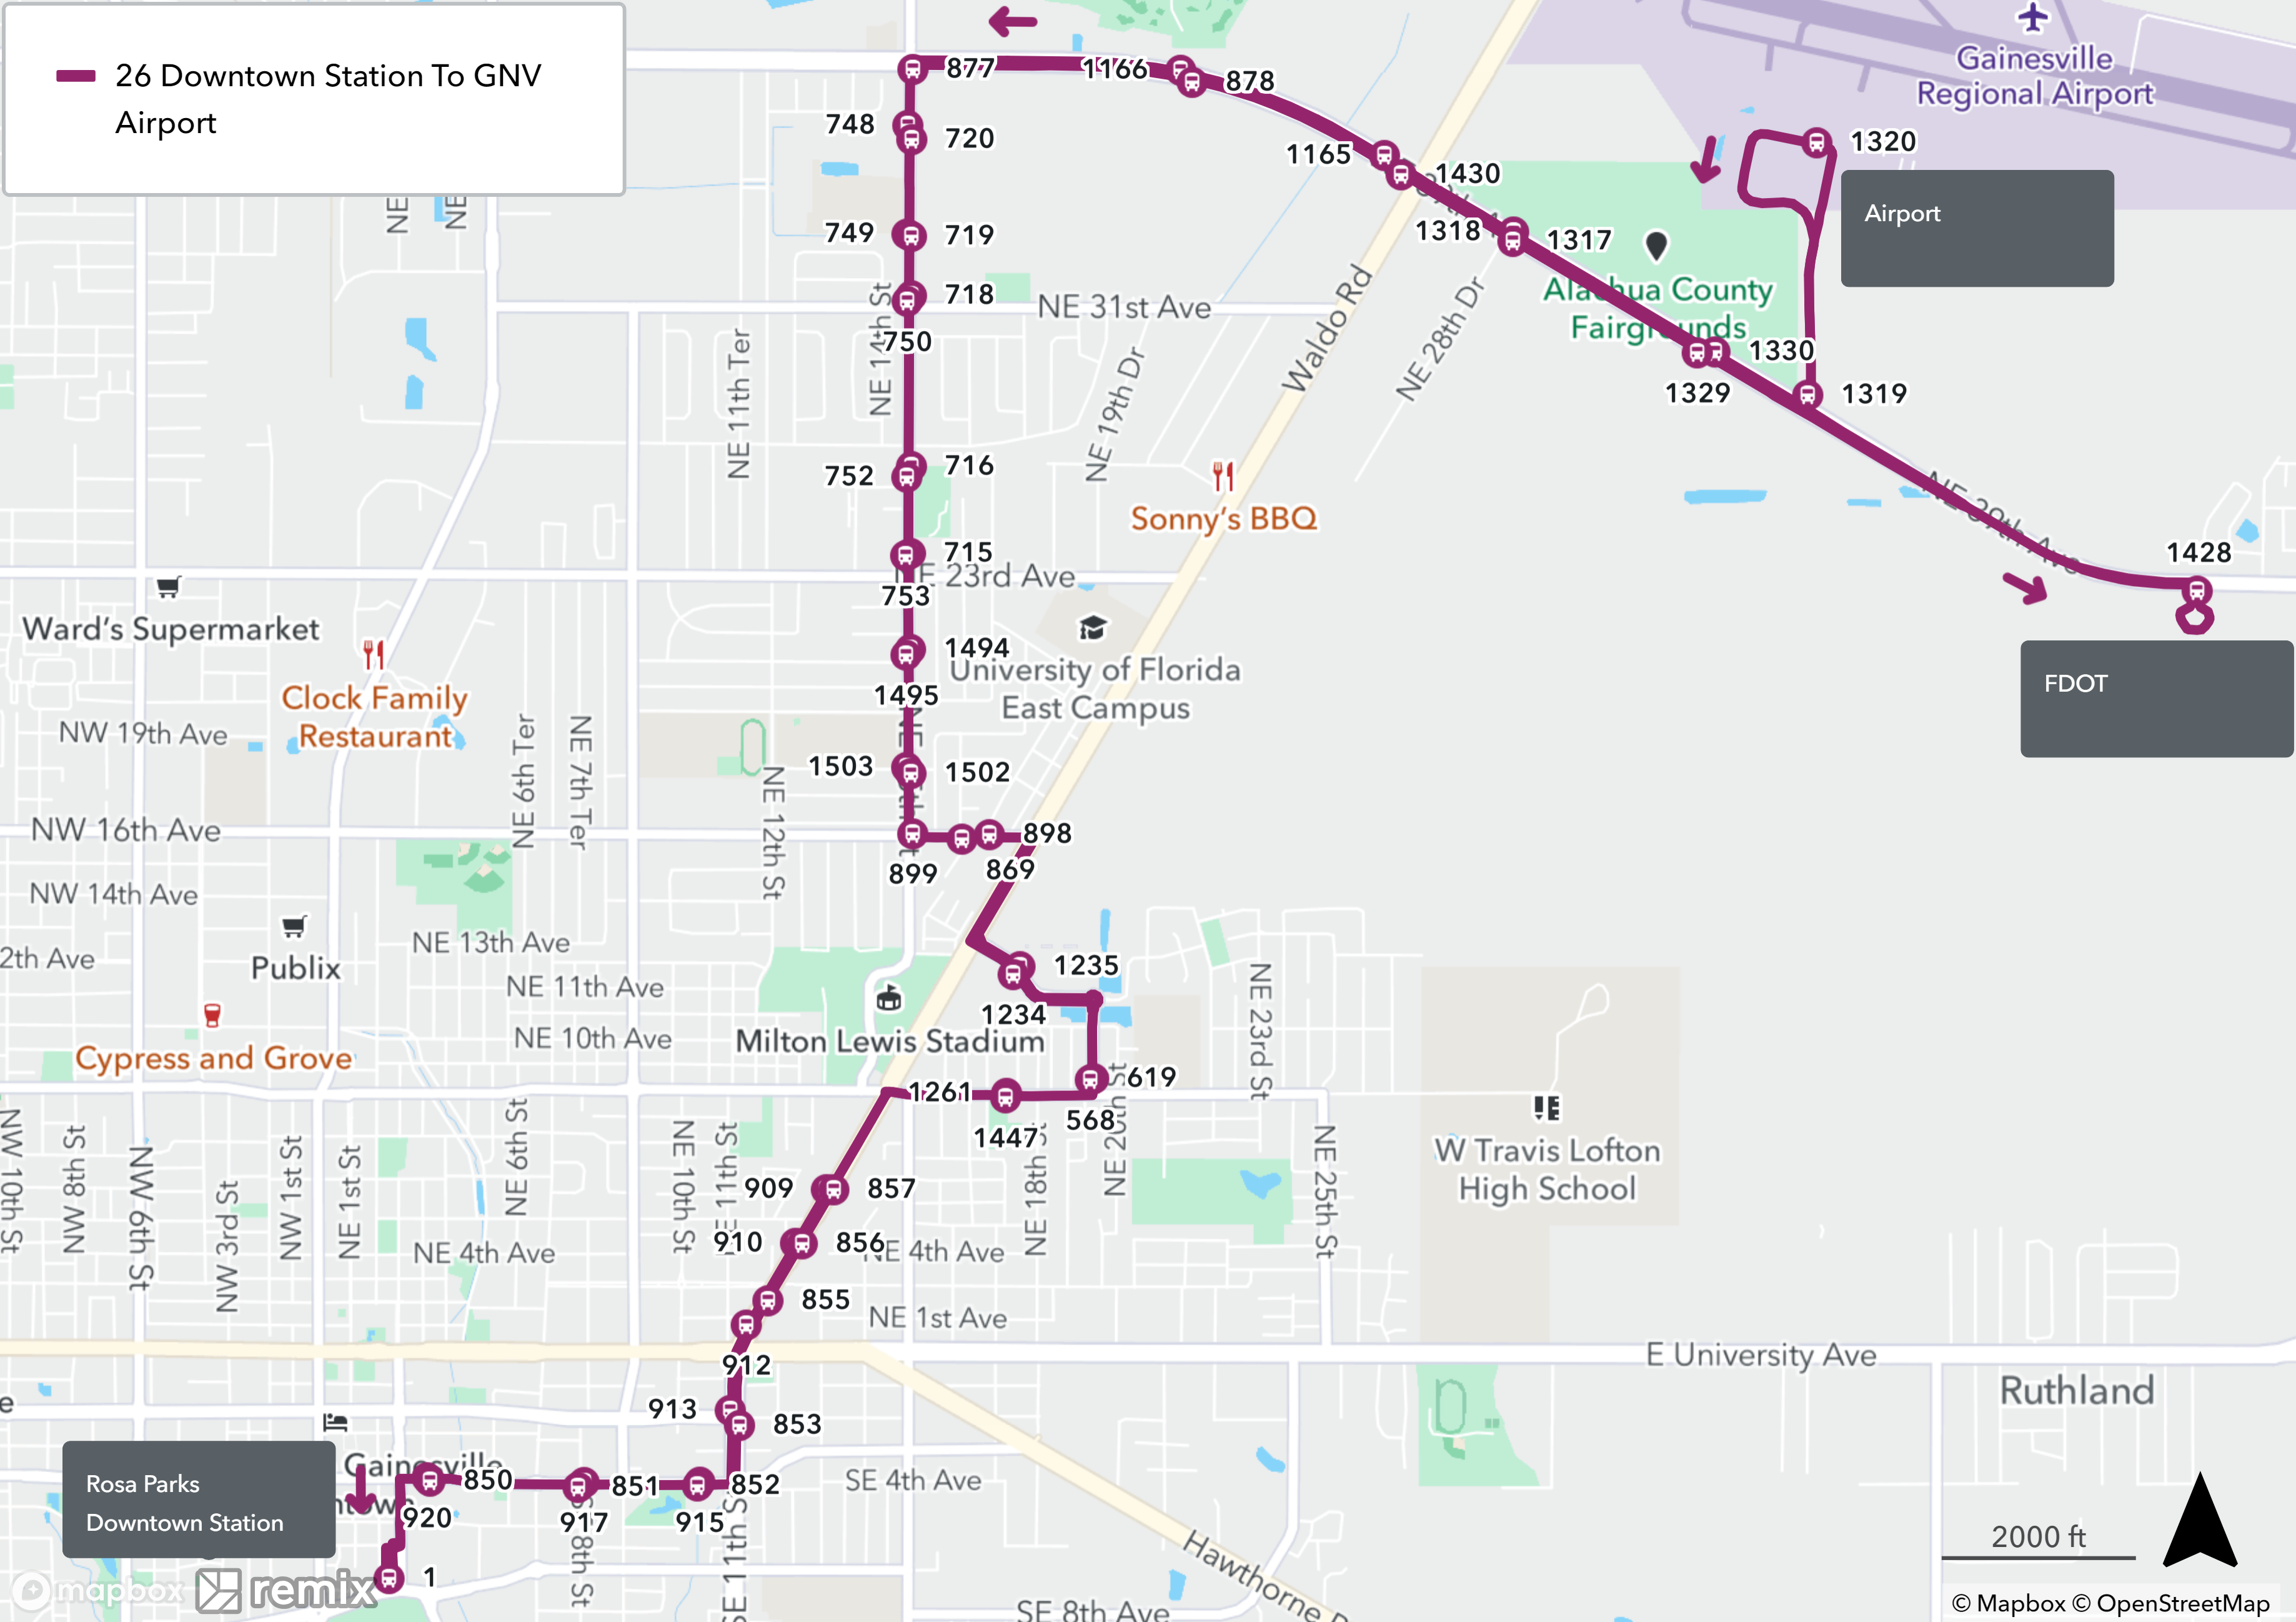 26 Downtown Station To GNV
Airport
877
1166
878
Gainesville
Regional Airport
748
720
1165
1430
1320
Airport
749
719
1318
1317
NE
NE
718
NE 31st Ave
Alachua County
Fairgrounds
750
NE 14th St
NE 11th Ter
Waldo Rd
NE 28th Dr
NE 19th Dr
1330
1329
1319
752
716
Sonny's BBQ
NE 39th Ave
1428
715
NE 23rd Ave
753
Ward's Supermarket
1494
University of Florida
East Campus
FDOT
Clock Family
Restaurant
1495
NW 19th Ave
NE 6th Ter
NE 7th Ter
NE 12th St
1503
1502
NW 16th Ave
898
899
869
NW 14th Ave
NE 13th Ave
2th Ave
Publix
1235
NE 11th Ave
1234
NE 23rd St
NE 10th Ave
Milton Lewis Stadium
Cypress and Grove
1261
619
568
1447
NE 20th St
NE 18th St
NE 25th St
W Travis Lofton
High School
NW 10th St
NW 8th St
NW 6th St
NW 3rd St
NW 1st St
NE 1st St
NE 6th St
NE 10th St
NE 11th St
909
857
910
856
NE 4th Ave
NE 4th Ave
855
NE 1st Ave
912
E University Ave
Ruthland
e
913
853
Gainesville
Rosa Parks
Downtown Station
ntown
850
851
852
SE 4th Ave
920
917
915
SE 8th St
SE 11th St
Hawthorne R
1
SE 8th Ave
2000 ft
mapbox
remix
© Mapbox © OpenStreetMap